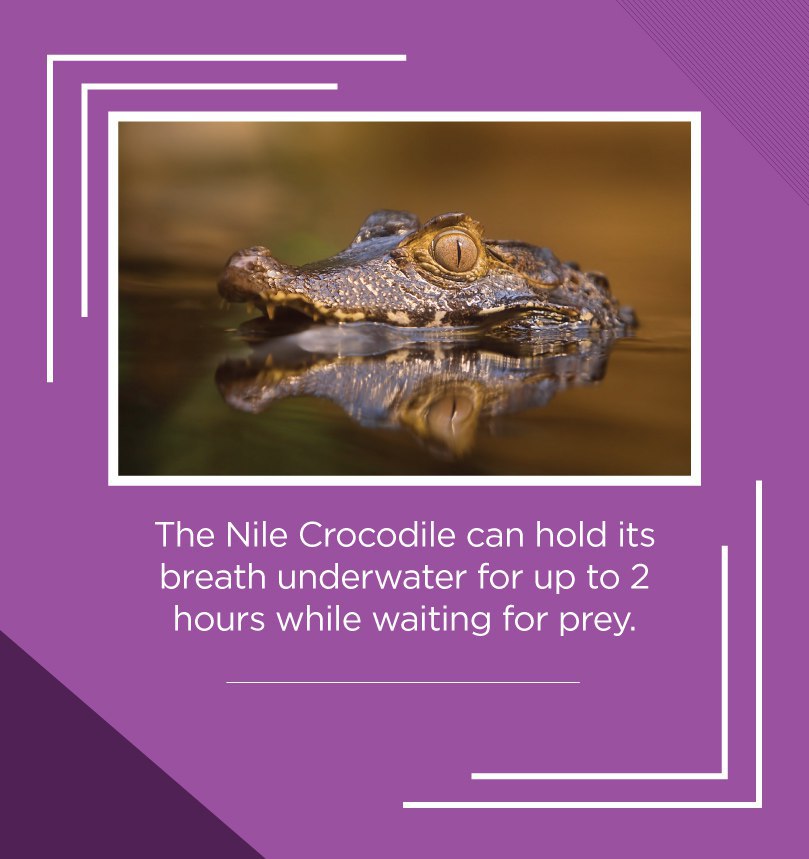 The Nile Crocodile can hold its
breath underwater for up to 2
hours while waiting for prey.